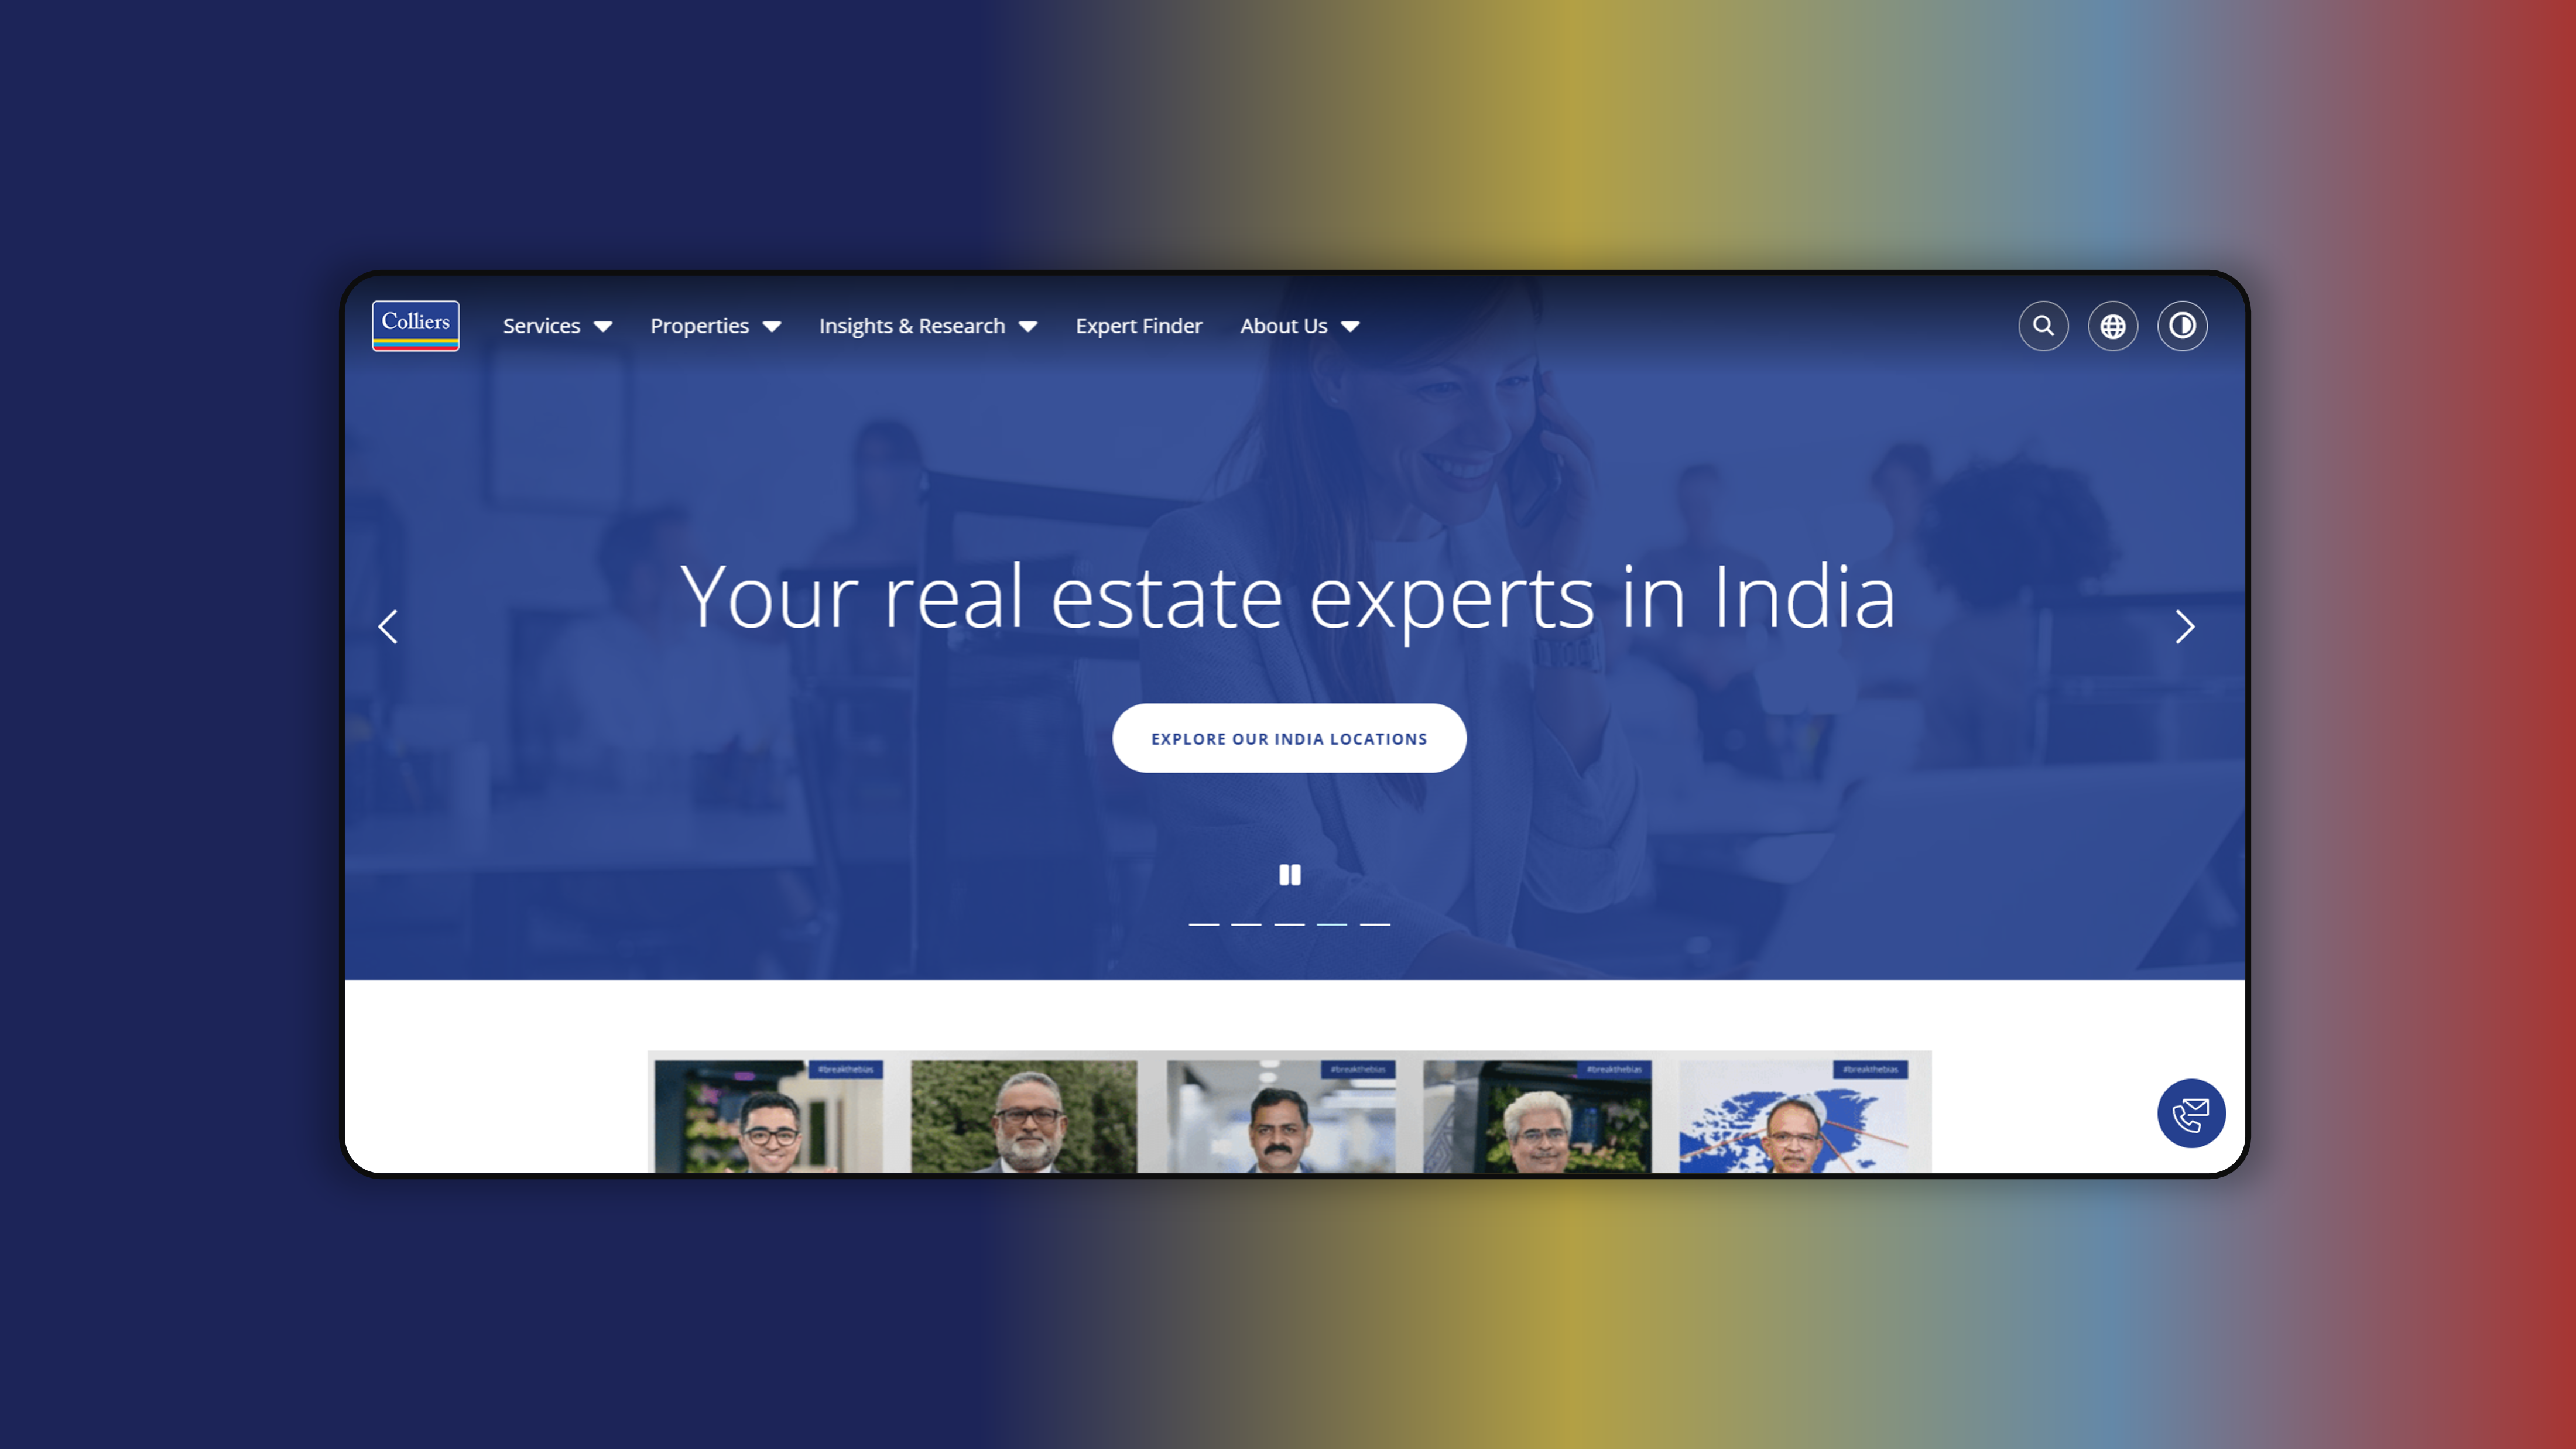 Colliers
Services Properties Insights & Research Expert Finder About Us
Your real estate experts in India
EXPLORE OUR INDIA LOCATIONS
#breakthebias #breakthebias #breakthebias #breakthebias